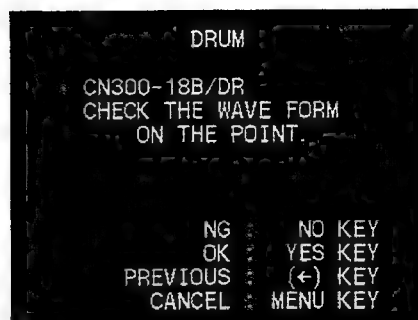 DRUM
* CN300-18B/DR
CHECK THE WAVE FORM
ON THE POINT.
NG : NO KEY
OK : YES KEY
PREVIOUS : (←) KEY
CANCEL : MENU KEY